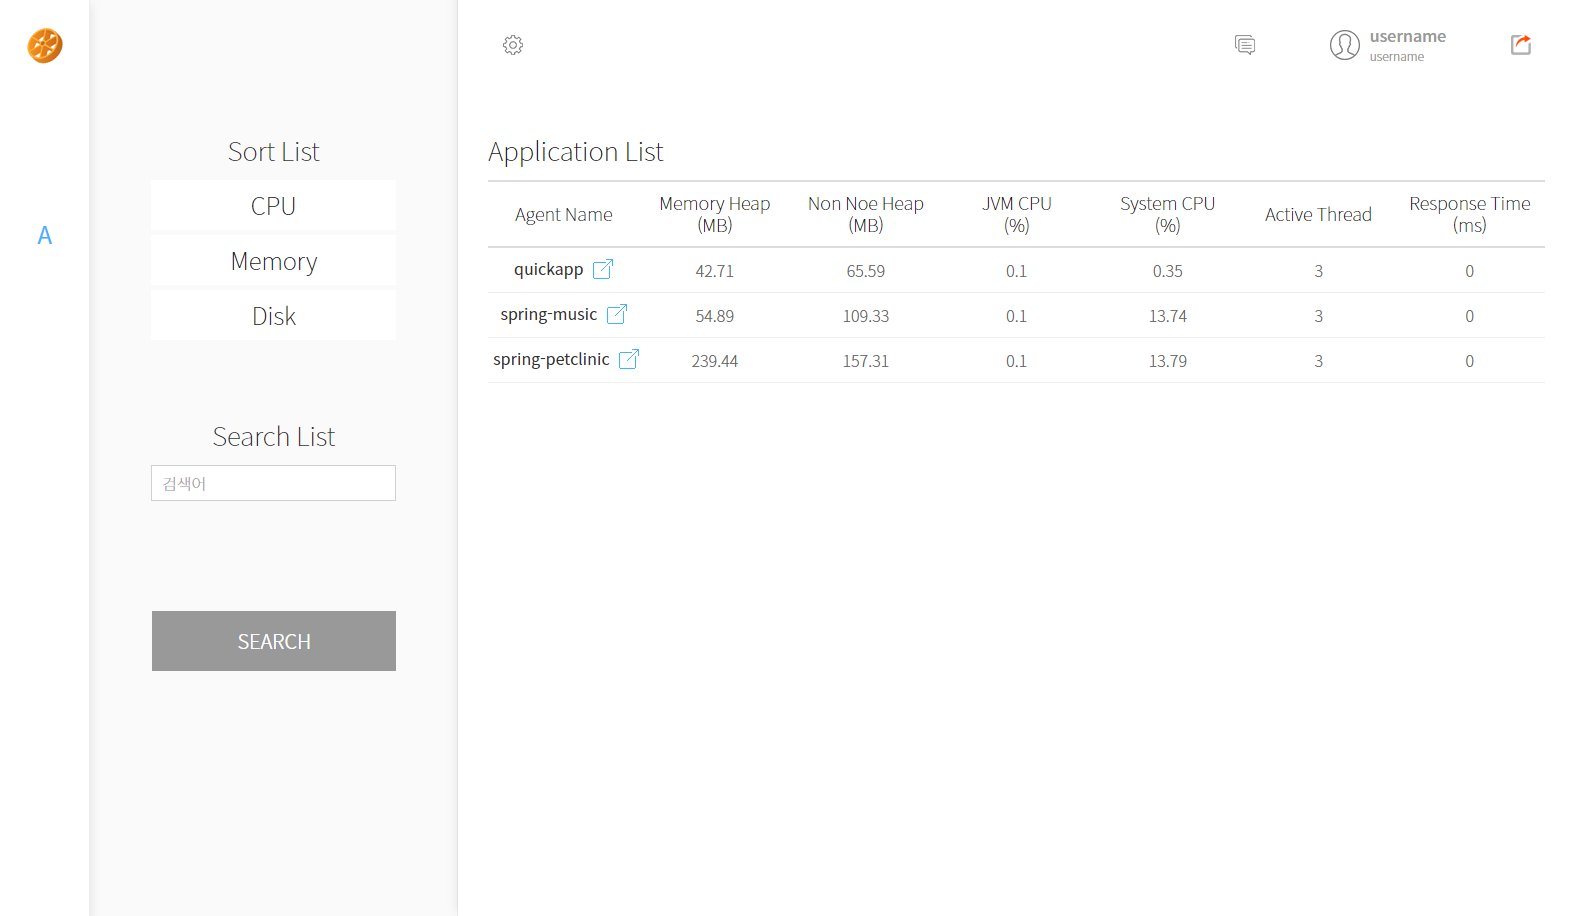 username
username
A
Sort List
CPU
Memory
Disk
Search List
검색어
SEARCH
Application List
Agent Name Memory Heap (MB) Non Noe Heap (MB) JVM CPU (%) System CPU (%) Active Thread Response Time (ms)
quickapp 42.71 65.59 0.1 0.35 3 0
spring-music 54.89 109.33 0.1 13.74 3 0
spring-petclinic 239.44 157.31 0.1 13.79 3 0